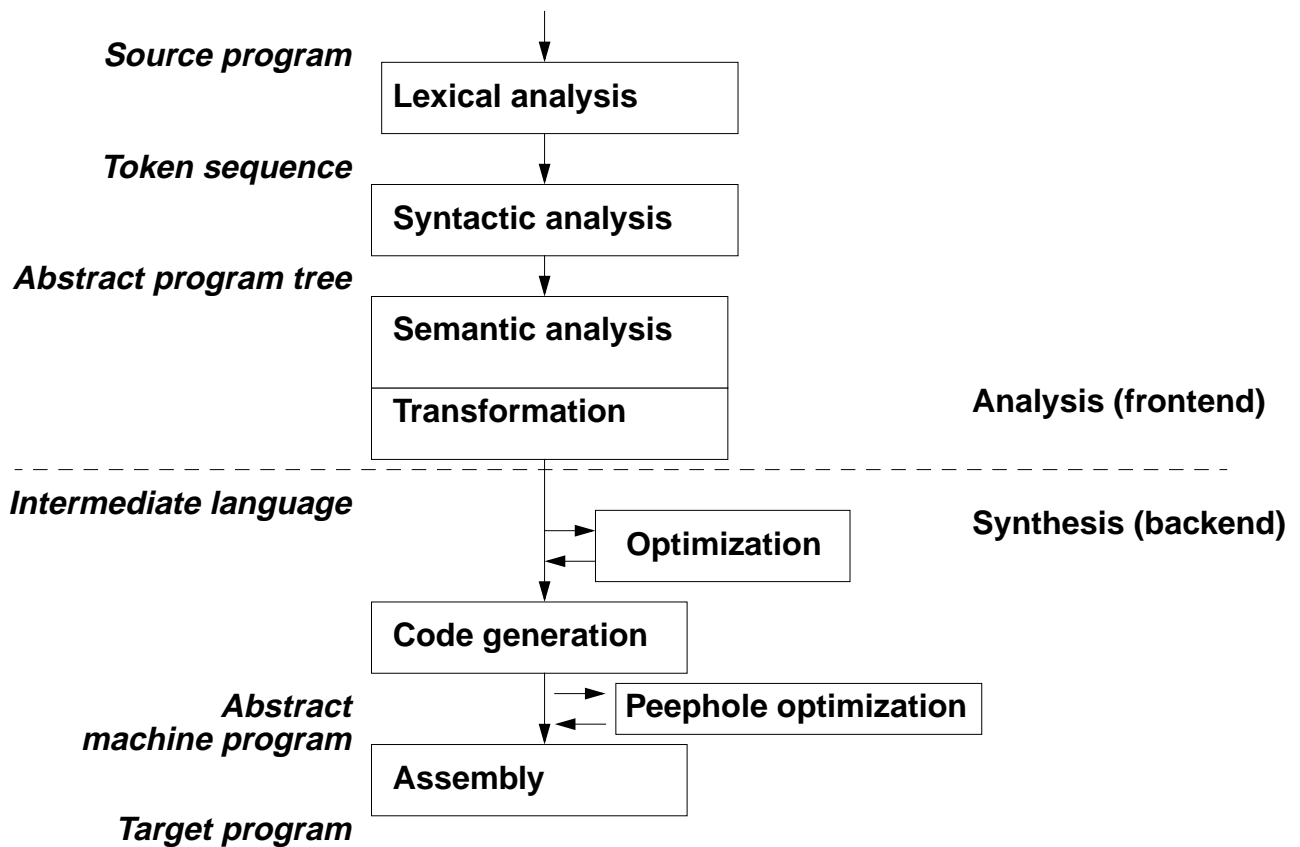 Source program
Lexical analysis
Token sequence
Syntactic analysis
Abstract program tree
Semantic analysis
Transformation
Analysis (frontend)
Intermediate language
Synthesis (backend)
Optimization
Code generation
Abstract
machine program
Peephole optimization
Assembly
Target program